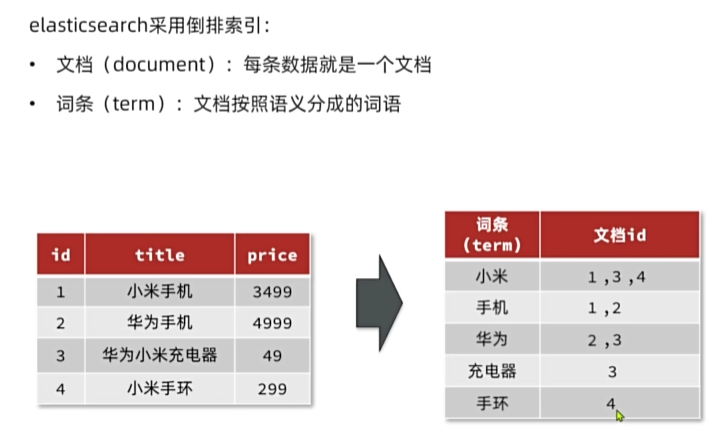 elasticsearch采用倒排索引：
• 文档（document）：每条数据就是一个文档
• 词条（term）：文档按照语义分成的词语
id title price
1 小米手机 3499
2 华为手机 4999
3 华为小米充电器 49
4 小米手环 299
词条
(term) 文档id
小米 1 ,3 ,4
手机 1 ,2
华为 2 ,3
充电器 3
手环 4